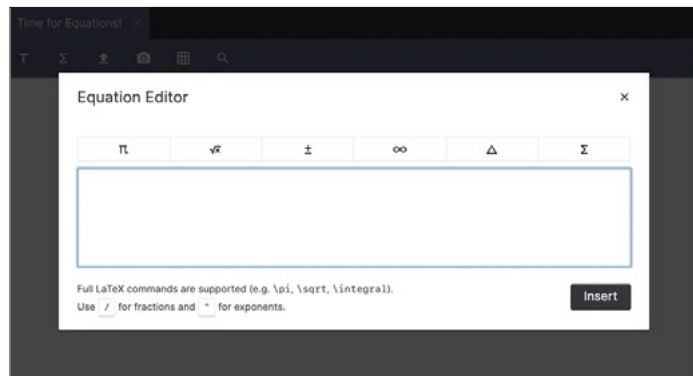 Time for Equations! ×
T Σ
Equation Editor ×
π √x ± ∞ △ Σ
Full LaTeX commands are supported (e.g. \pi, \sqrt, \integral).
Use / for fractions and ^ for exponents.
Insert